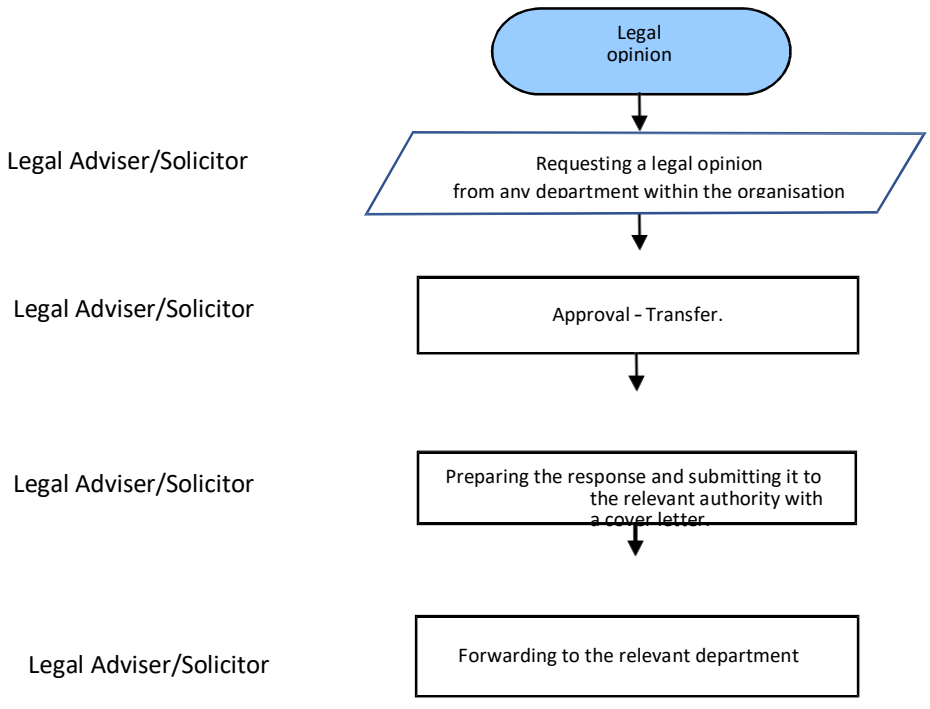 Legal
opinion
Legal Adviser/Solicitor
Requesting a legal opinion
from any department within the organisation
Legal Adviser/Solicitor
Approval – Transfer.
Legal Adviser/Solicitor
Preparing the response and submitting it to
the relevant authority with
a cover letter.
Legal Adviser/Solicitor
Forwarding to the relevant department